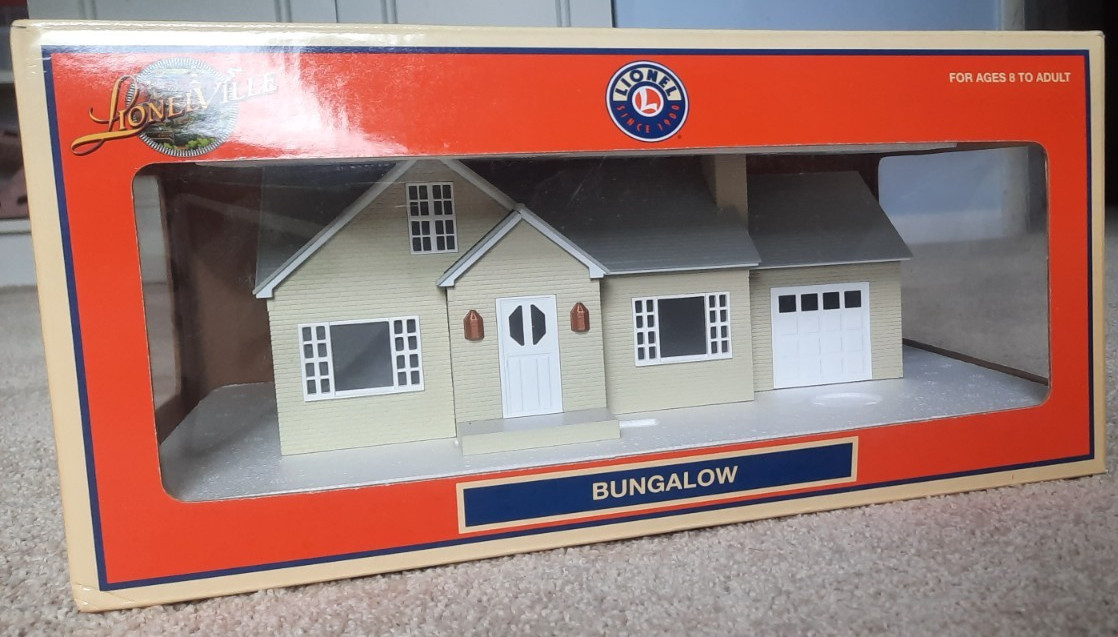 LIONELVILLE
LIONEL
L
SINCE 1900
FOR AGES 8 TO ADULT
BUNGALOW